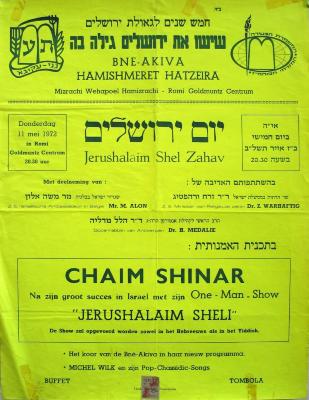 חמש שנים לגאולת ירושלים
שישו את ירושלים גילה בה
BNE-AKIVA
HAMISHMERET HATZEIRA
Mizrachi Wehapoel Hamizrachi - Romi Goldmuntz Centrum
Donderdag
11 mei 1972
in Romi
Goldmuntz Centrum
20.30 uur
יום ירושלים
Jerushalaim Shel Zahav
אי״ה
ביום חמישי
כ״ז אייר תשל״ב
בשעה 20.30
Met deelneming van :
בהשתתפותם האדיבה של :
Mr. M. ALON
Dr. Z. WARHAFTIG
Dr. B. MEDALIE
בתכנית האמנותית :
CHAIM SHINAR
Na zijn groot succes in Israel met zijn One - Man - Show
"JERUSHALAIM SHELI"
De Show zal opgevoerd worden zowel in het Hebreeuws als in het Yiddish.
• Het koor van de Bne-Akiva in haar nieuw programma.
• MICHEL WILK en zijn Pop-Chassidic-Songs
BUFFET
TOMBOLA